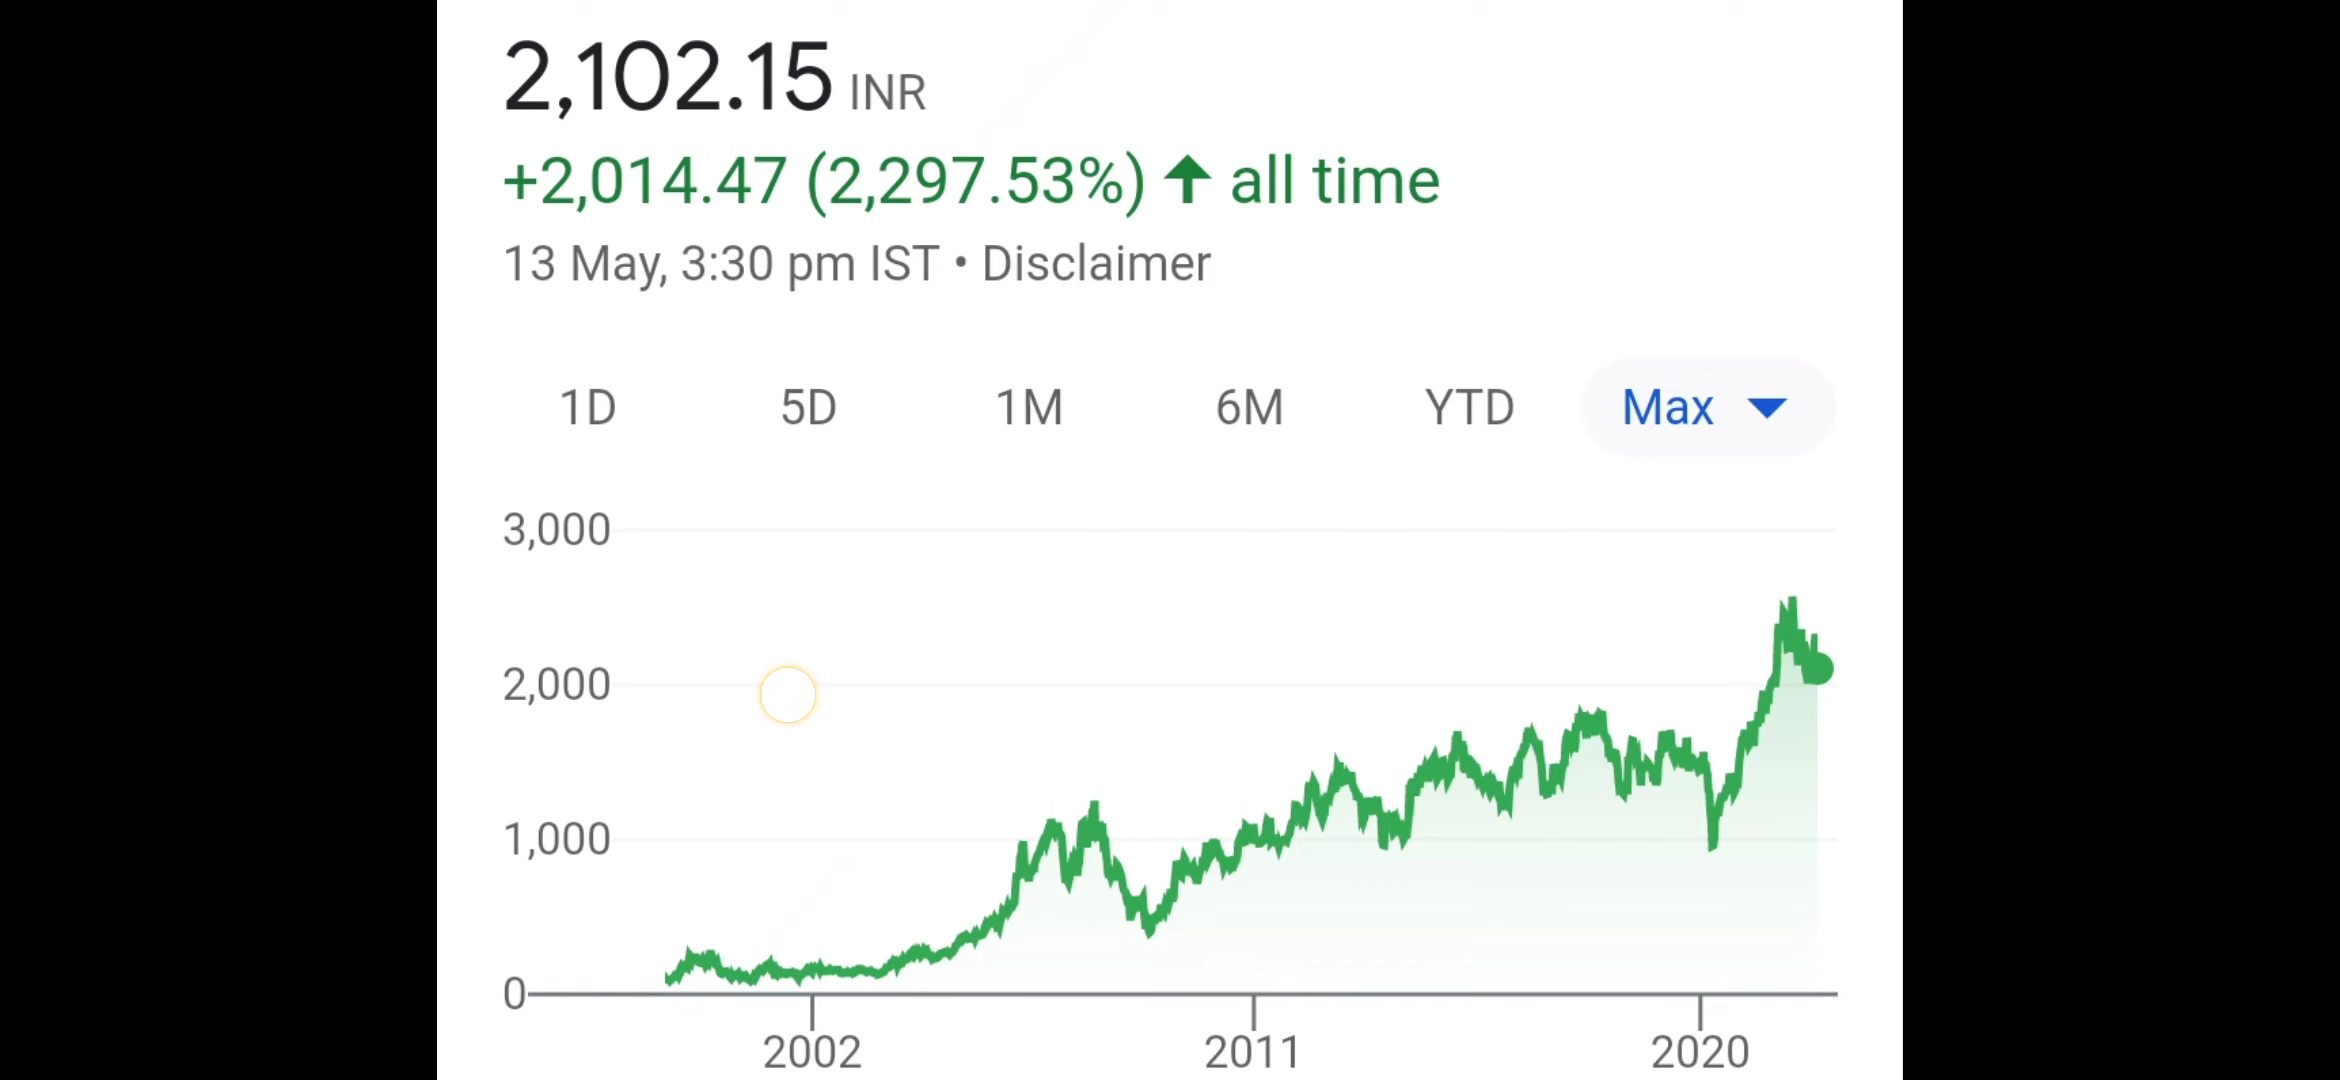 2,102.15 INR
+2,014.47 (2,297.53%) ↑ all time
13 May, 3:30 pm IST • Disclaimer
1D 5D 1M 6M YTD Max
3,000
2,000
1,000
0
2002 2011 2020